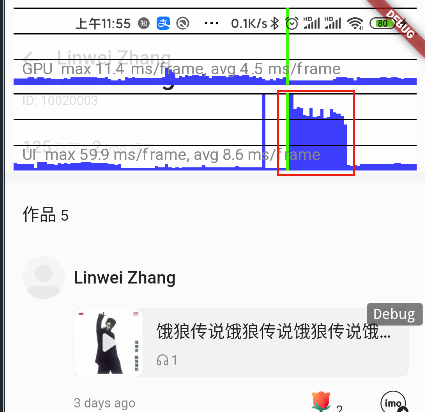 上午11:55 ··· 0.1K/s HD HD 80
DEBUG
Linwei Zhang
GPU max 11.4 ms/frame, avg 4.5 ms/frame
ID: 10020003
UI max 59.9 ms/frame, avg 8.6 ms/frame
作品 5
Linwei Zhang
Debug
饿狼传说饿狼传说饿狼传说饿...
1
3 days ago
2
imo